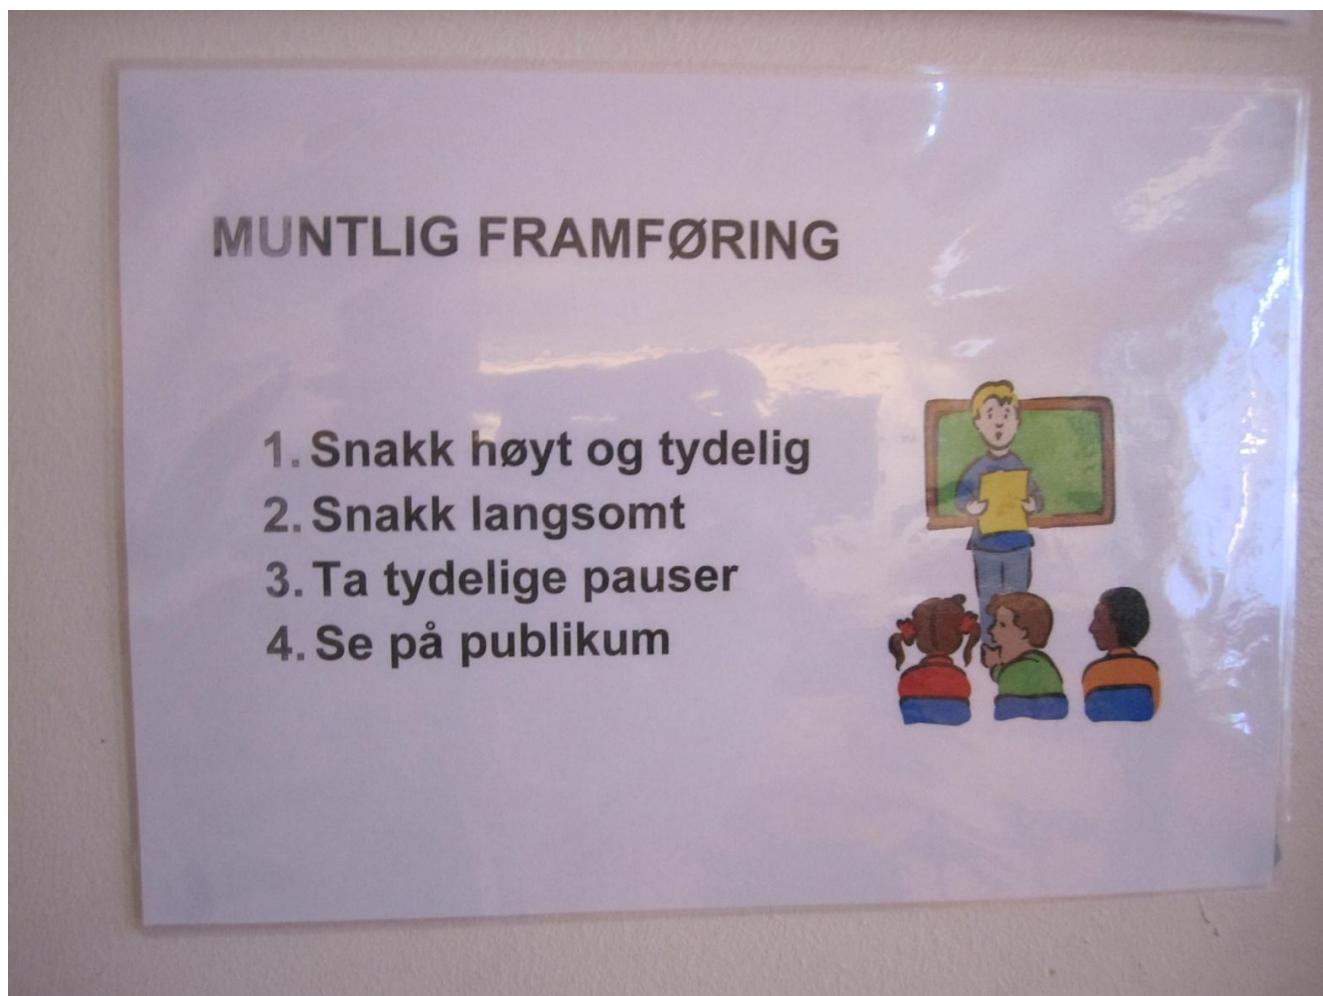 MUNTLIG FRAMFØRING
1. Snakk høyt og tydelig
2. Snakk langsomt
3. Ta tydelige pauser
4. Se på publikum